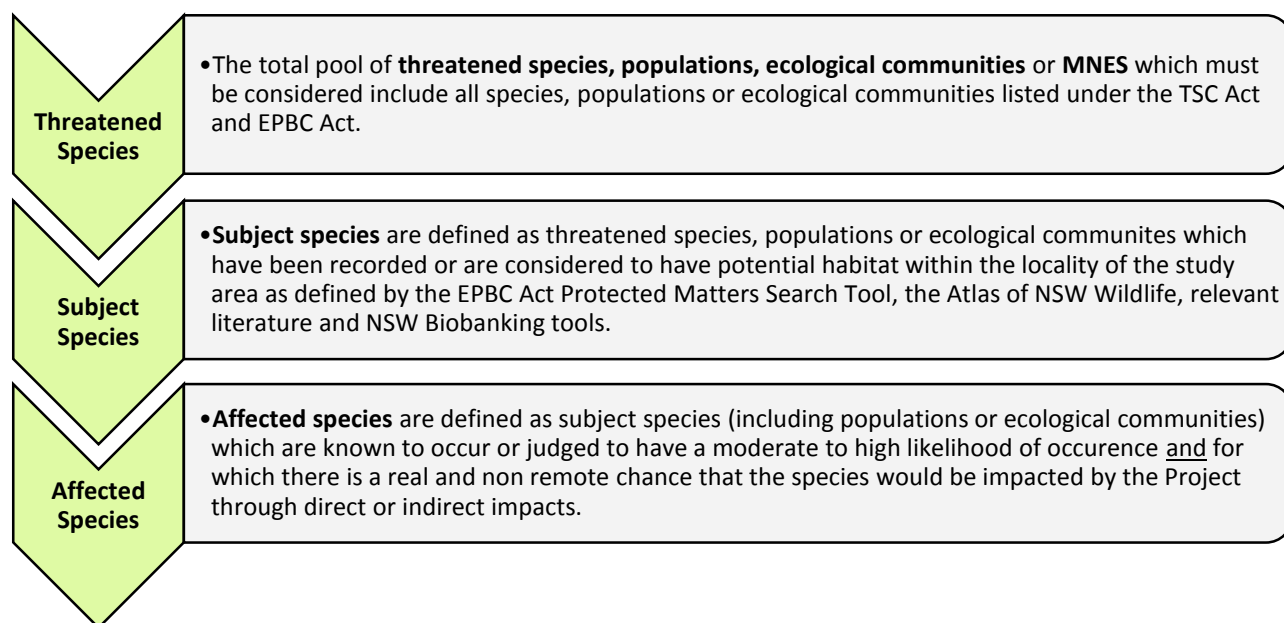 Threatened
Species
•The total pool of threatened species, populations, ecological communities or MNES which must
be considered include all species, populations or ecological communities listed under the TSC Act
and EPBC Act.
Subject
Species
•Subject species are defined as threatened species, populations or ecological communites which
have been recorded or are considered to have potential habitat within the locality of the study
area as defined by the EPBC Act Protected Matters Search Tool, the Atlas of NSW Wildlife, relevant
literature and NSW Biobanking tools.
Affected
Species
•Affected species are defined as subject species (including populations or ecological communities)
which are known to occur or judged to have a moderate to high likelihood of occurence and for
which there is a real and non remote chance that the species would be impacted by the Project
through direct or indirect impacts.